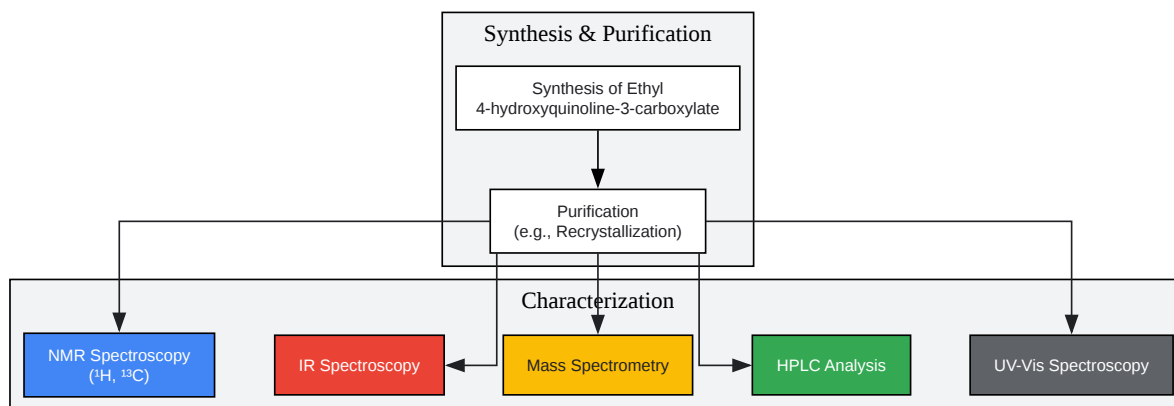 Synthesis & Purification
Synthesis of Ethyl
4-hydroxyquinoline-3-carboxylate
Purification
(e.g., Recrystallization)
Characterization
NMR Spectroscopy
(¹H, ¹³C)
IR Spectroscopy
Mass Spectrometry
HPLC Analysis
UV-Vis Spectroscopy